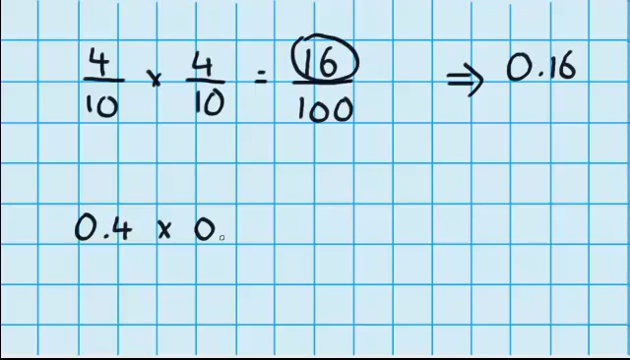 4/10 × 4/10 = 16/100 ⇒ 0.16
0.4 × 0.